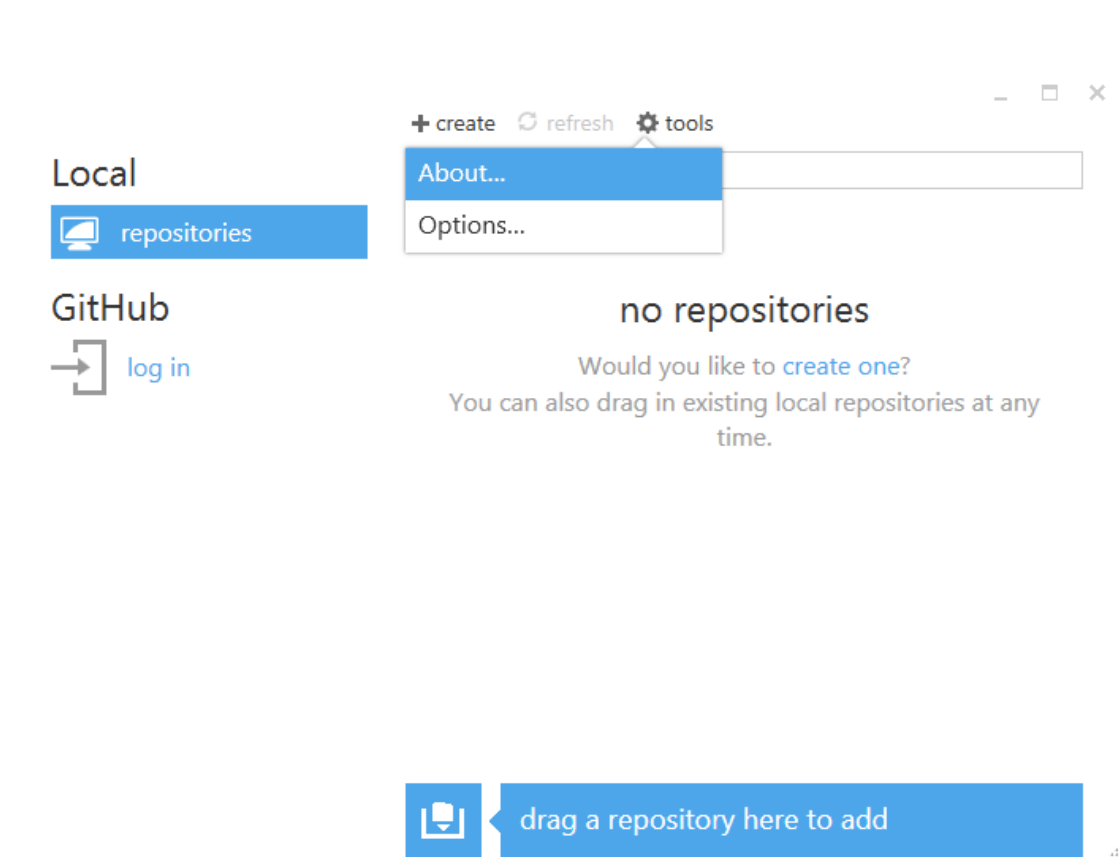 create refresh tools
Local
About...
repositories
Options...
GitHub
no repositories
log in
Would you like to create one?
You can also drag in existing local repositories at any
time.
drag a repository here to add